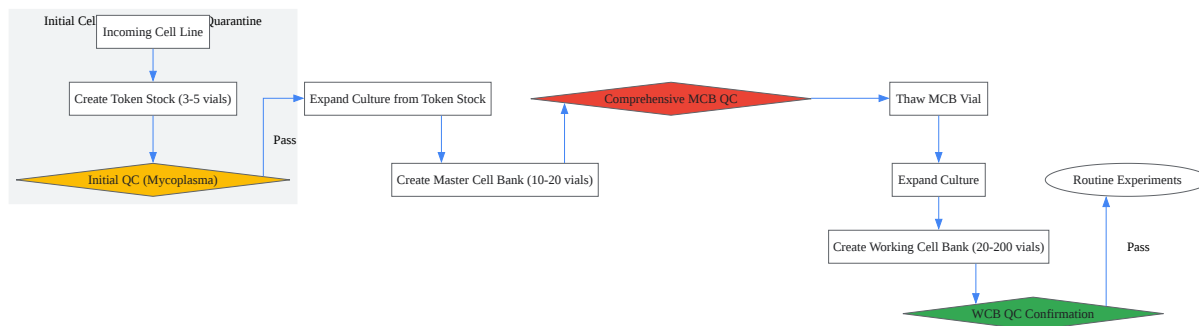 Initial Cel Quarantine
Incoming Cell Line
Create Token Stock (3-5 vials)
Initial QC (Mycoplasma)
Pass
Expand Culture from Token Stock
Create Master Cell Bank (10-20 vials)
Comprehensive MCB QC
Thaw MCB Vial
Expand Culture
Create Working Cell Bank (20-200 vials)
WCB QC Confirmation
Pass
Routine Experiments